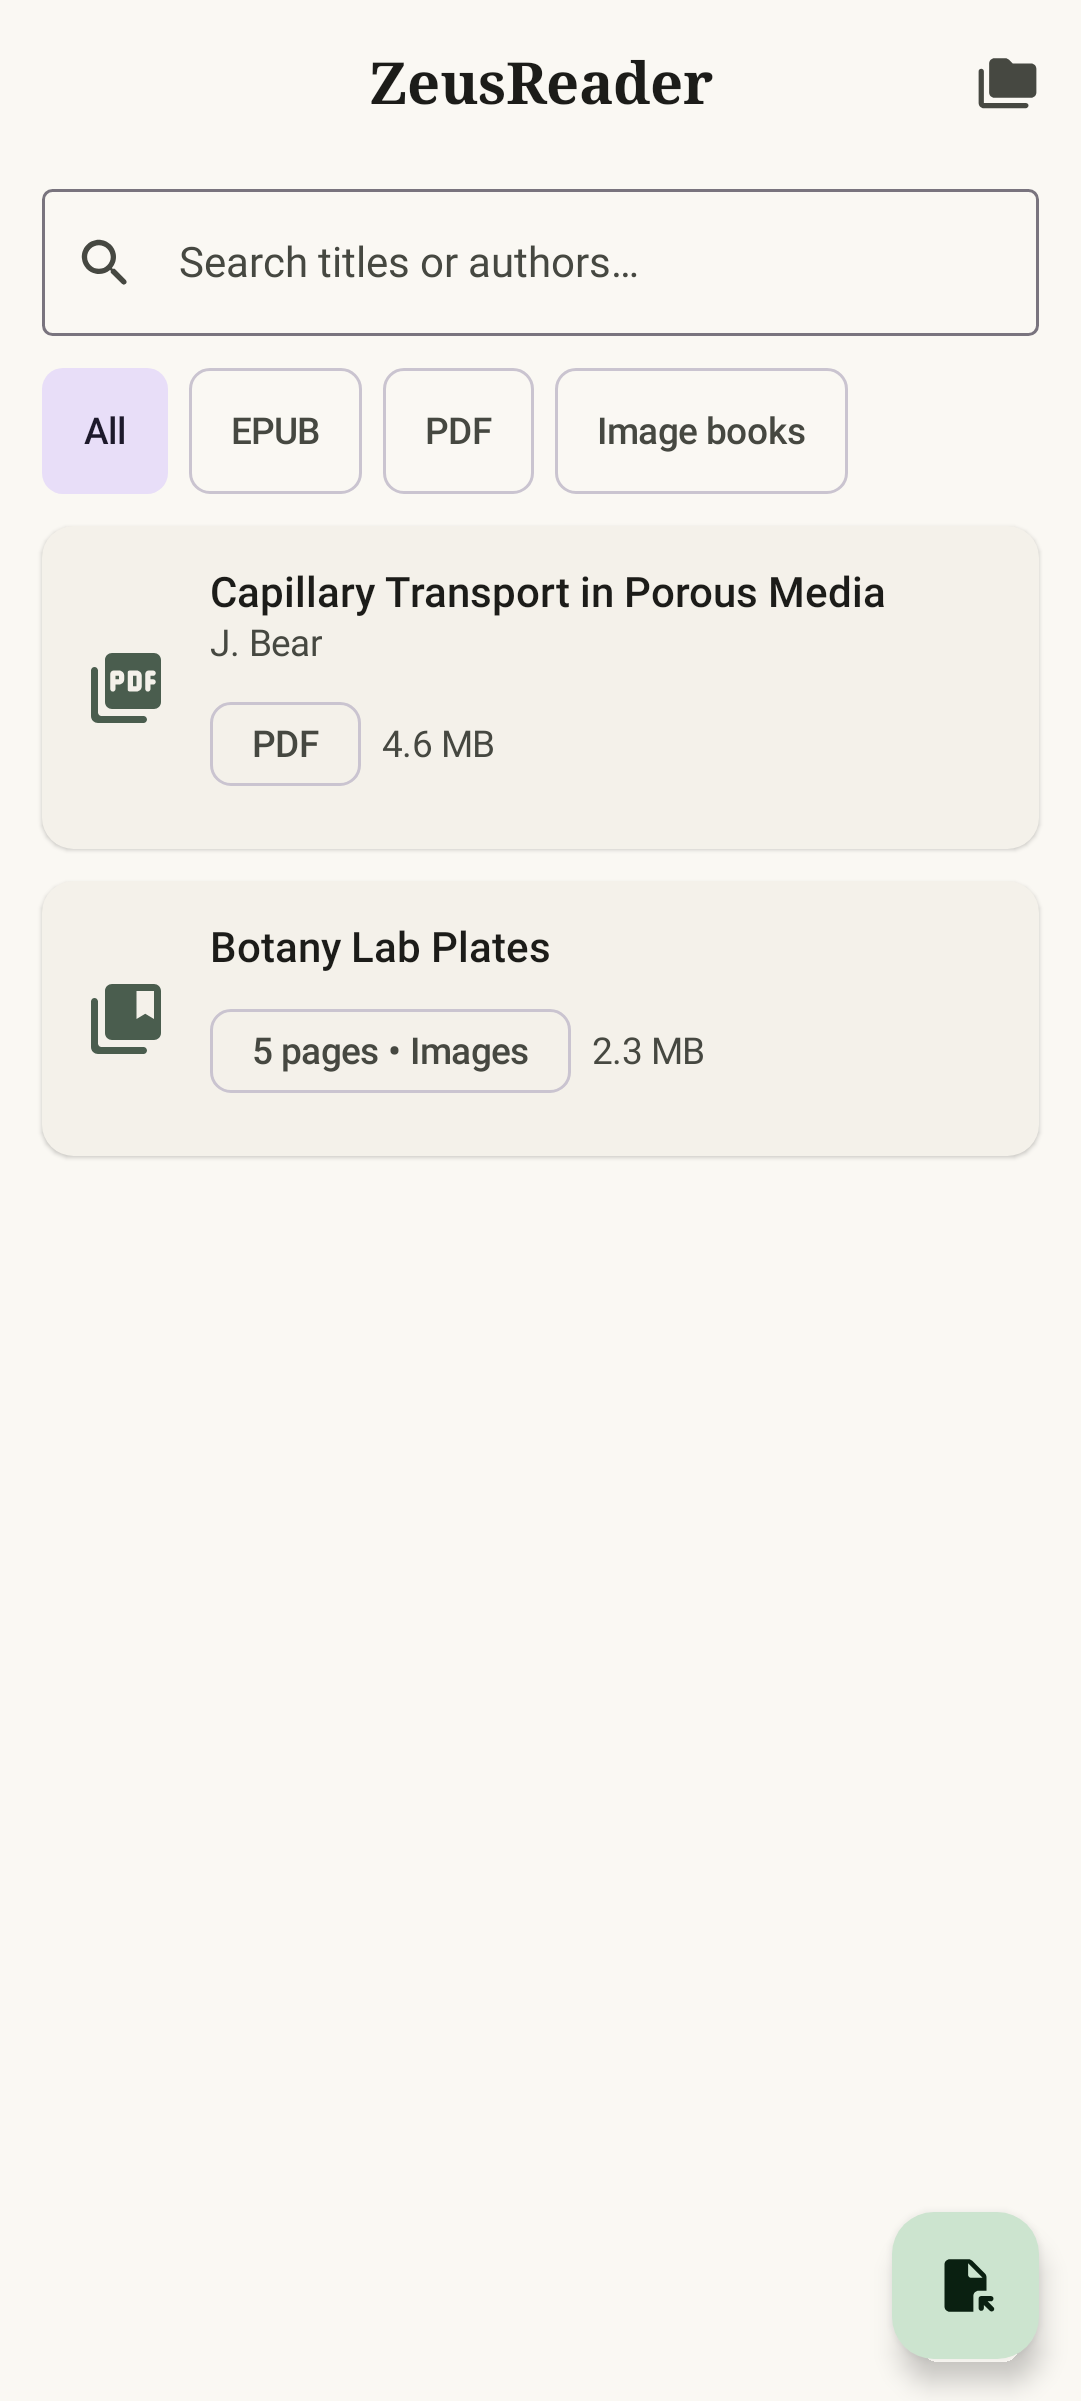 ZeusReader
Search titles or authors…
All
EPUB
PDF
Image books
Capillary Transport in Porous Media
J. Bear
PDF
PDF
4.6 MB
Botany Lab Plates
5 pages • Images
2.3 MB